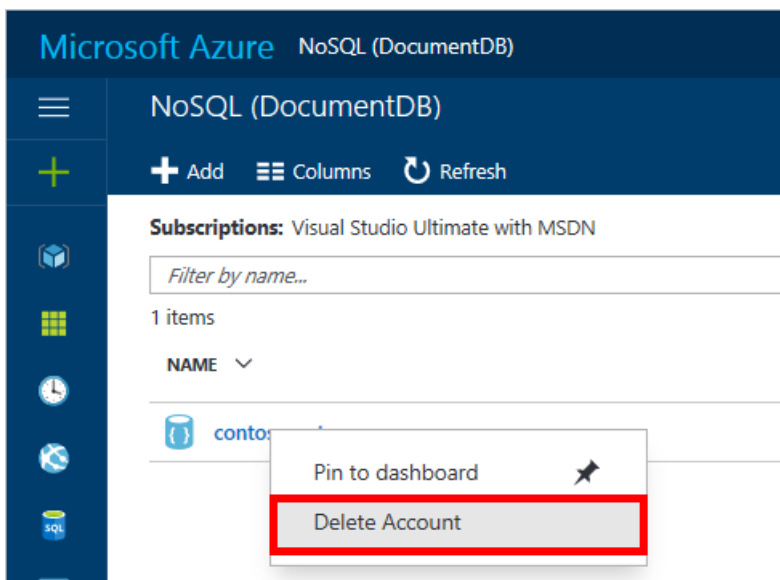 Microsoft Azure NoSQL (DocumentDB)
NoSQL (DocumentDB)
Add Columns Refresh
Subscriptions: Visual Studio Ultimate with MSDN
Filter by name...
1 items
NAME
Pin to dashboard
Delete Account
SQL